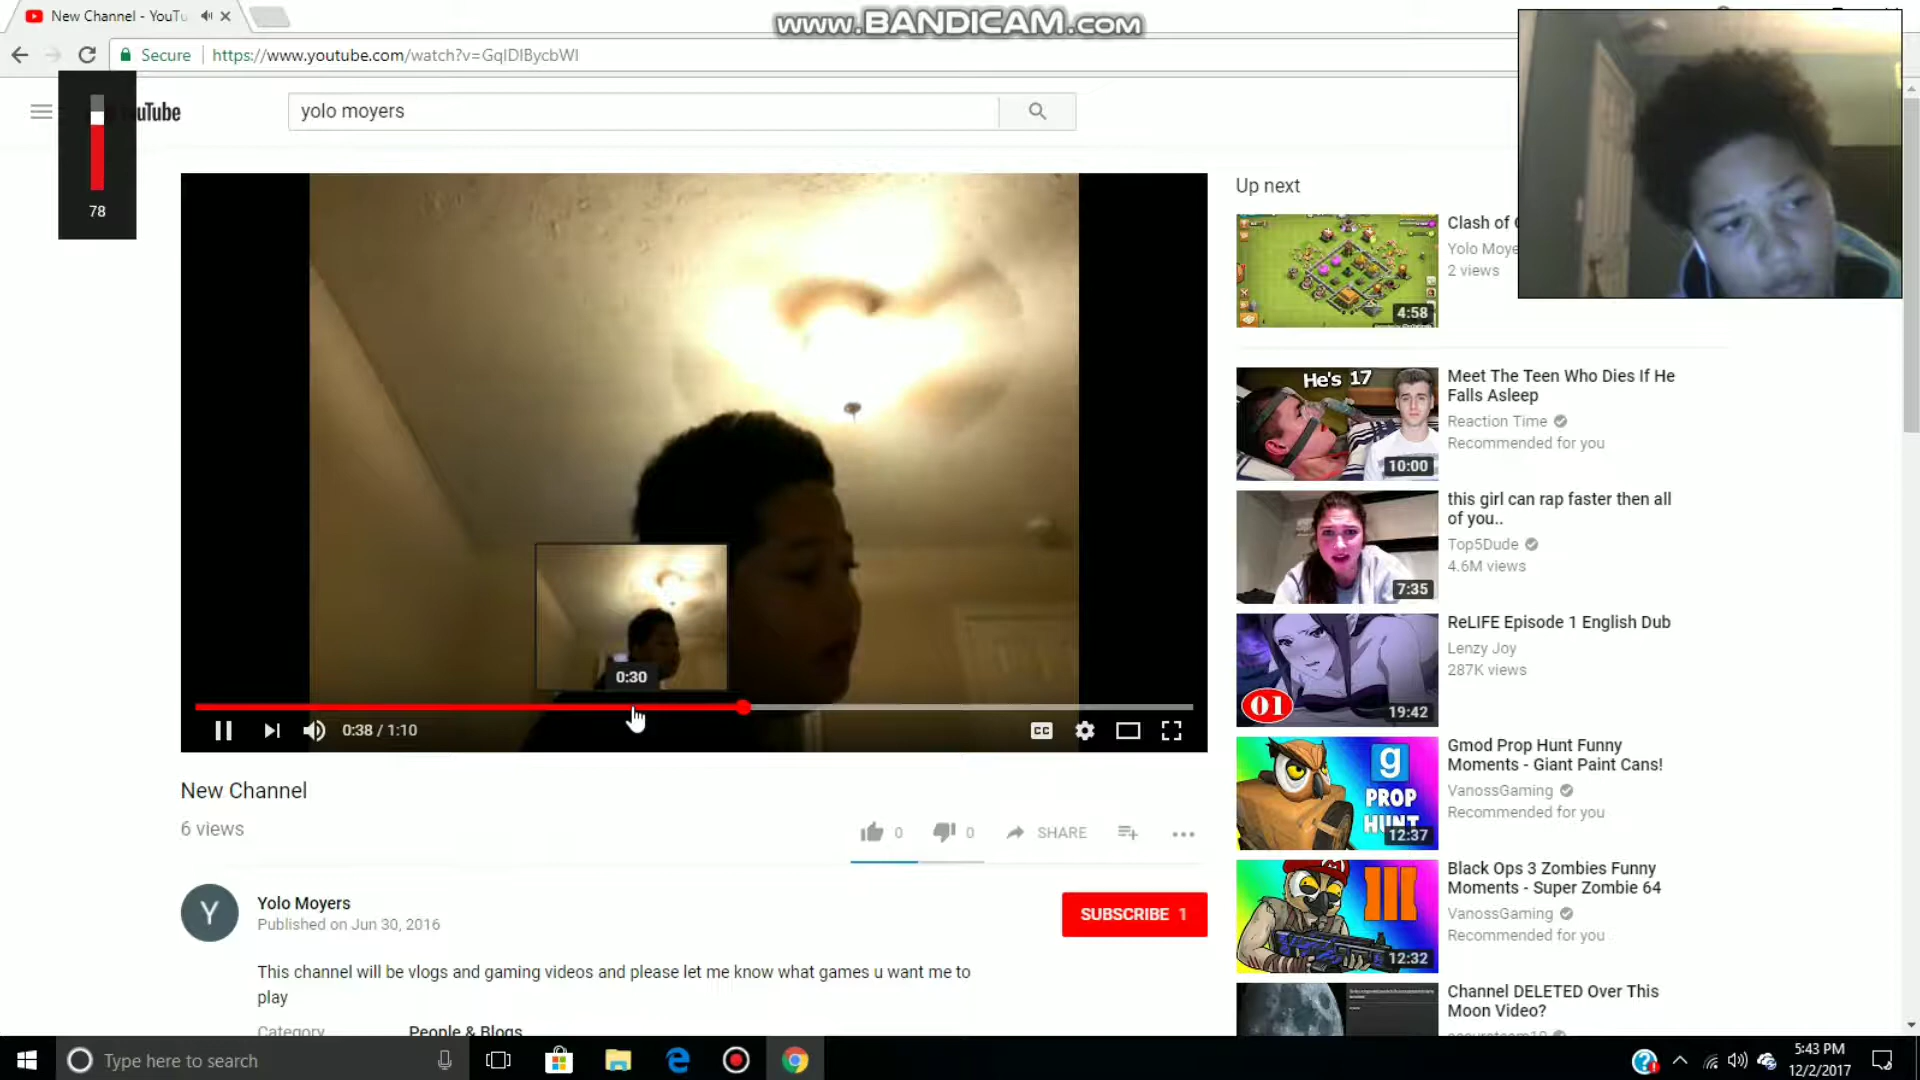 New Channel - YouTu
www.BANDICAM.com
Secure
https://www.youtube.com/watch?v=GqIDIBycbWI
YouTube
yolo moyers
78
0:30
0:38 / 1:10
CC
New Channel
6 views
0
0
SHARE
Y
Yolo Moyers
Published on Jun 30, 2016
SUBSCRIBE 1
This channel will be vlogs and gaming videos and please let me know what games u want me to
play
Category
People & Blogs
Up next
4:58
Clash of
Yolo Moye
2 views
He's 17
10:00
Meet The Teen Who Dies If He
Falls Asleep
Reaction Time
Recommended for you
7:35
this girl can rap faster then all
of you..
Top5Dude
4.6M views
01
19:42
ReLIFE Episode 1 English Dub
Lenzy Joy
287K views
g
PROP
HUNT
12:37
Gmod Prop Hunt Funny
Moments - Giant Paint Cans!
VanossGaming
Recommended for you
III
12:32
Black Ops 3 Zombies Funny
Moments - Super Zombie 64
VanossGaming
Recommended for you
Channel DELETED Over This
Moon Video?
Type here to search
5:43 PM
12/2/2017